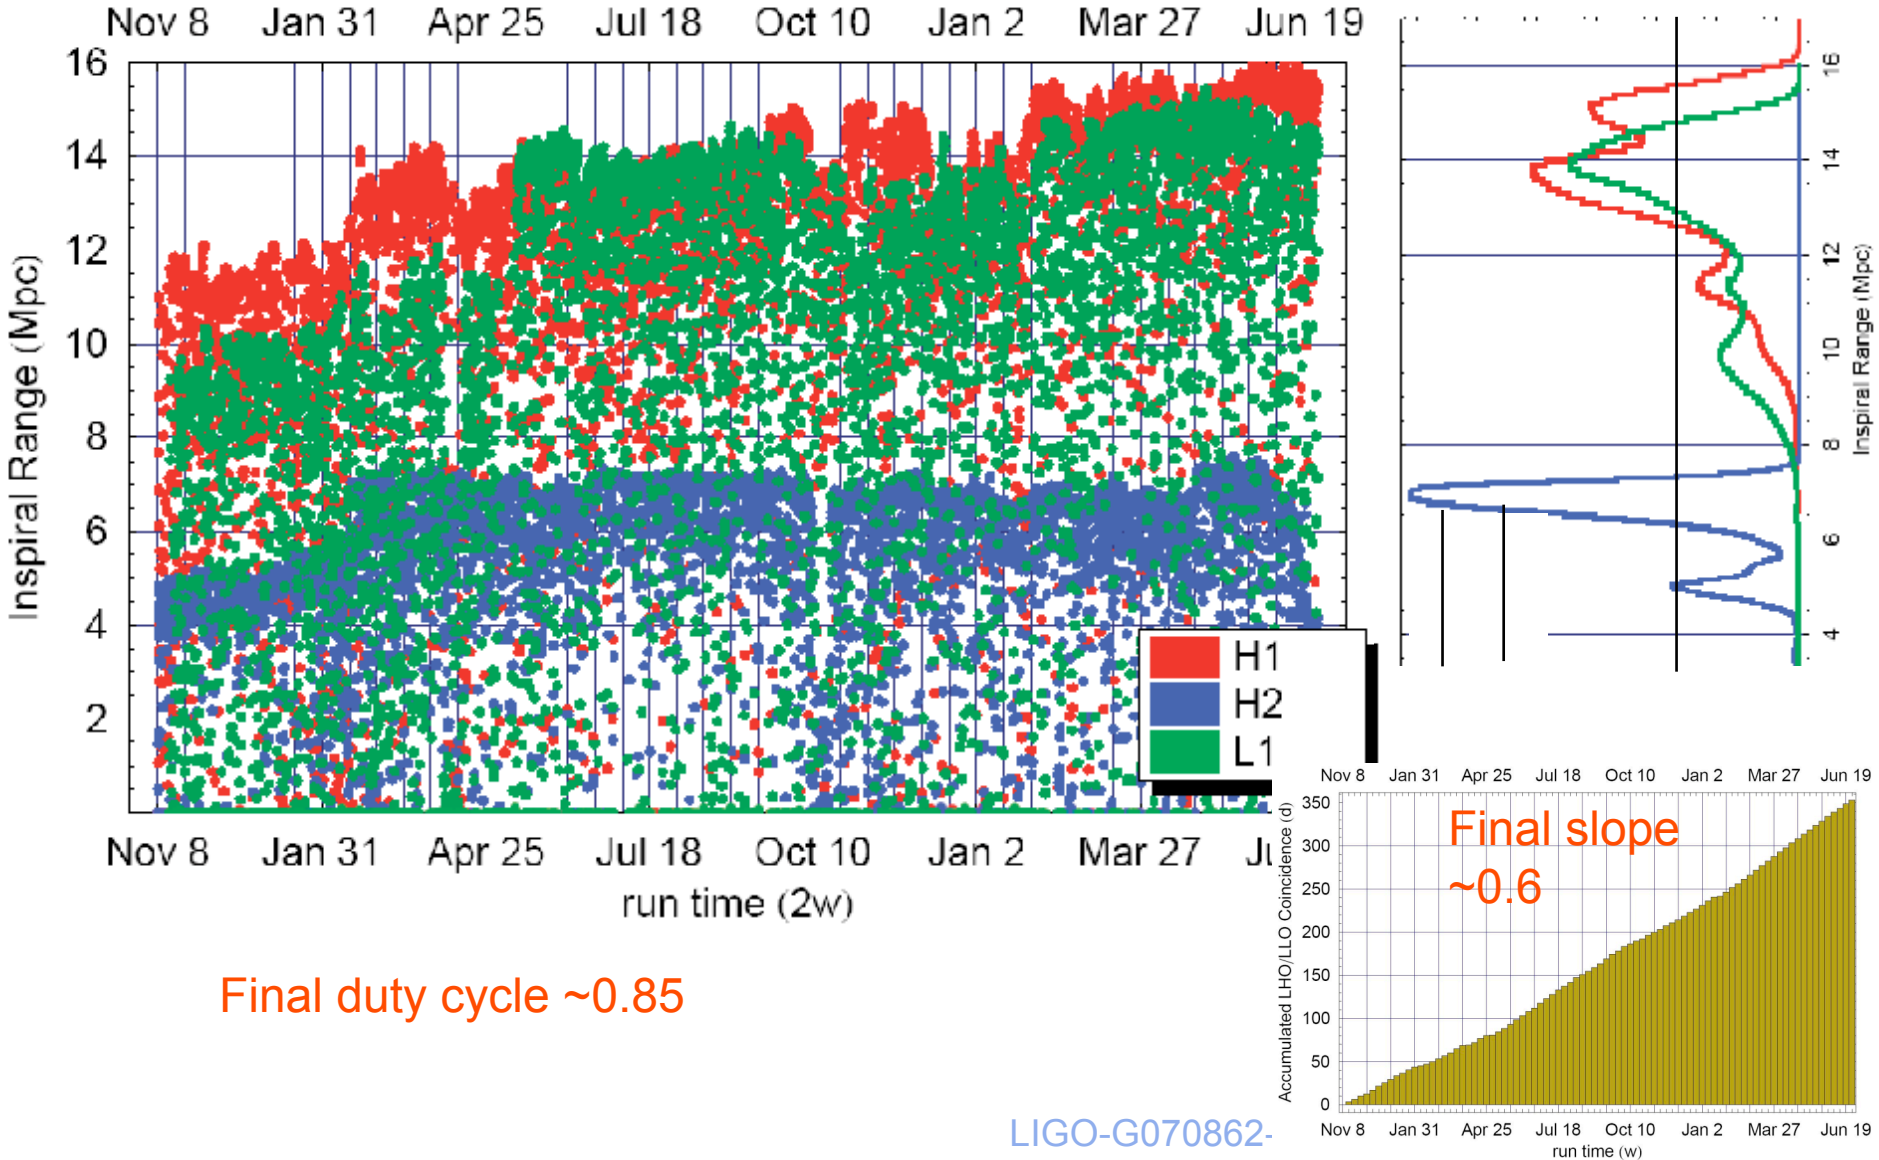 Nov 8 Jan 31 Apr 25 Jul 18 Oct 10 Jan 2 Mar 27 Jun 19
16
14
12
10
8
6
4
2
Inspiral Range (Mpc)
H1
H2
L1
Nov 8 Jan 31 Apr 25 Jul 18 Oct 10 Jan 2 Mar 27
run time (2w)
16
14
12
10
8
6
4
Inspiral Range (Mpc)
Final duty cycle ~0.85
LIGO-G070862-
Nov 8 Jan 31 Apr 25 Jul 18 Oct 10 Jan 2 Mar 27 Jun 19
350
300
250
200
150
100
50
0
Accumulated LHO/LLO Coincidence (d)
Final slope
~0.6
Nov 8 Jan 31 Apr 25 Jul 18 Oct 10 Jan 2 Mar 27 Jun 19
run time (w)